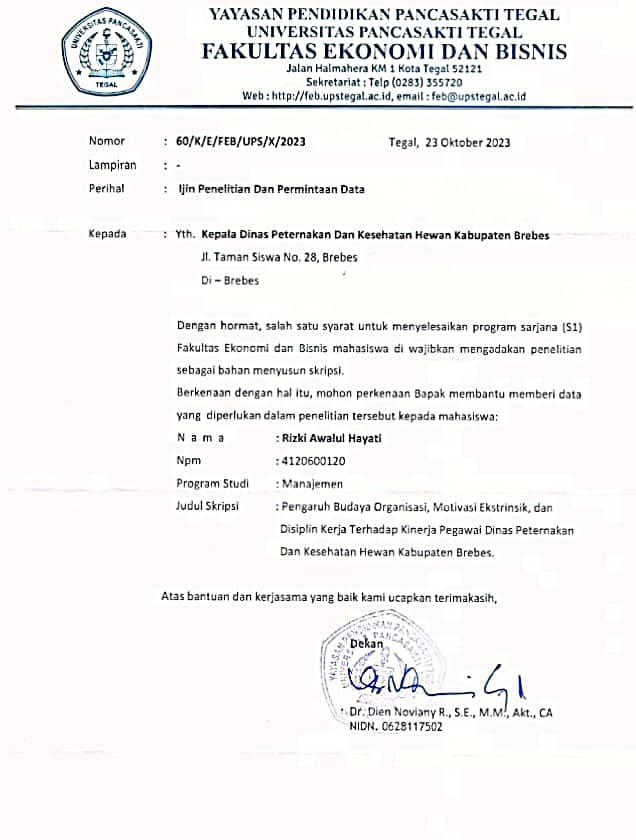 YAYASAN PENDIDIKAN PANCASAKTI TEGAL
UNIVERSITAS PANCASAKTI TEGAL
FAKULTAS EKONOMI DAN BISNIS
Jalan Halmahera KM 1 Kota Tegal 52121
Sekretariat : Telp (0283) 355720
Web : http://feb.upstegal.ac.id, email : feb@upstegal.ac.id
UNIVERSITAS PANCASAKTI
TEGAL
Nomor : 60/K/E/FEB/UPS/X/2023 Tegal, 23 Oktober 2023
Lampiran : -
Perihal : Ijin Penelitian Dan Permintaan Data
Kepada : Yth. Kepala Dinas Peternakan Dan Kesehatan Hewan Kabupaten Brebes
Jl. Taman Siswa No. 28, Brebes
Di – Brebes
Dengan hormat, salah satu syarat untuk menyelesaikan program sarjana (S1)
Fakultas Ekonomi dan Bisnis mahasiswa di wajibkan mengadakan penelitian
sebagai bahan menyusun skripsi.
Berkenaan dengan hal itu, mohon perkenaan Bapak membantu memberi data
yang diperlukan dalam penelitian tersebut kepada mahasiswa:
N a m a : Rizki Awalul Hayati
Npm : 4120600120
Program Studi : Manajemen
Judul Skripsi : Pengaruh Budaya Organisasi, Motivasi Ekstrinsik, dan
Disiplin Kerja Terhadap Kinerja Pegawai Dinas Peternakan
Dan Kesehatan Hewan Kabupaten Brebes.
Atas bantuan dan kerjasama yang baik kami ucapkan terimakasih,
YAYASAN PENDIDIKAN PANCASAKTI
UNIVERSITAS PANCASAKTI
Dekan
Dr. Dien Noviany R., S.E., M.M., Akt., CA
NIDN. 0628117502